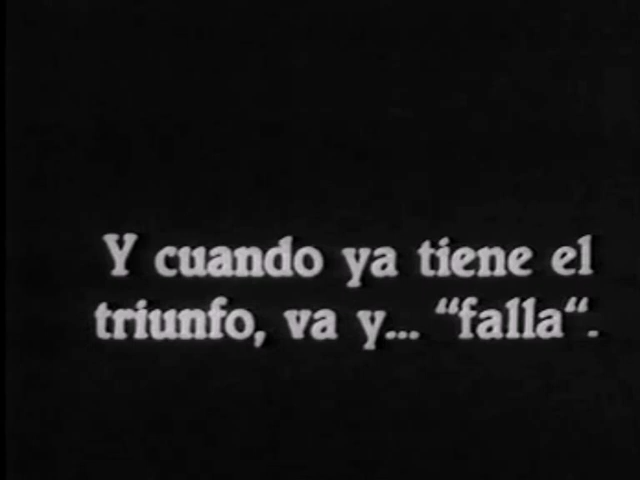 Y cuando ya tiene el
triunfo, va y... “falla“.